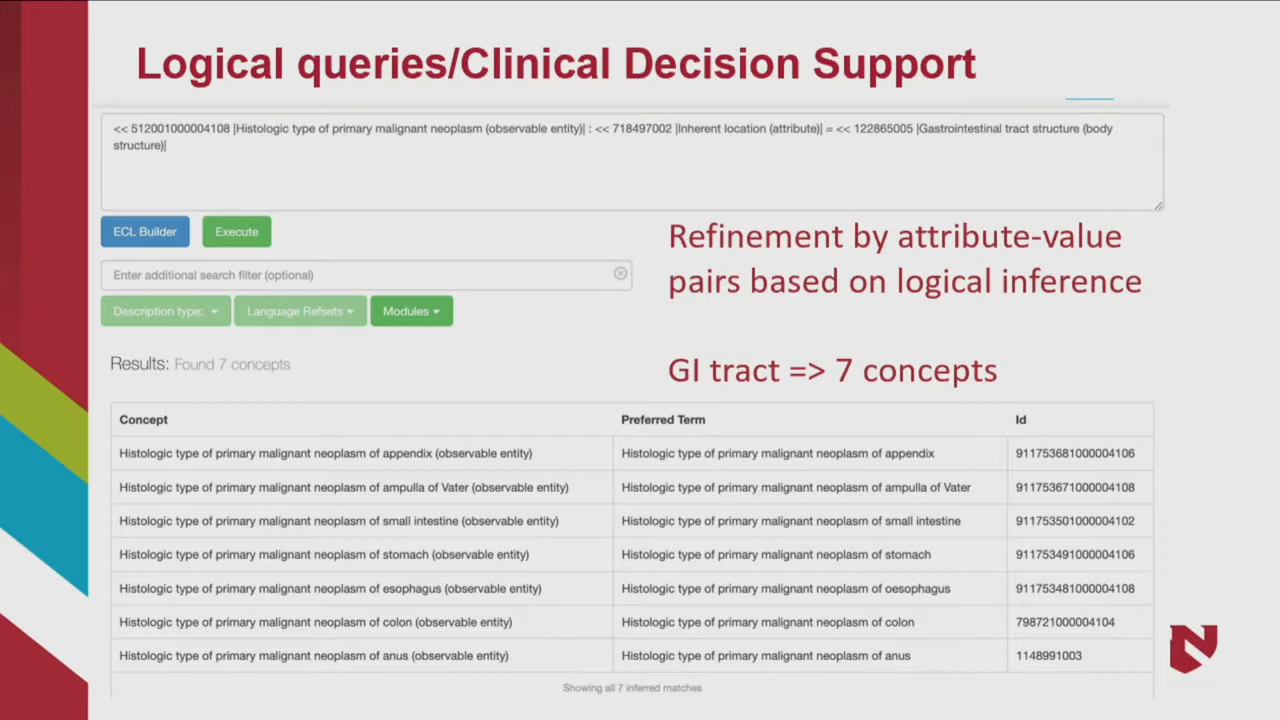 Logical queries/Clinical Decision Support
<< 512001000004108 |Histologic type of primary malignant neoplasm (observable entity)| : << 718497002 |Inherent location (attribute)| = << 122865005 |Gastrointestinal tract structure (body
structure)|
ECL Builder
Execute
Enter additional search filter (optional)
Description type:
Language Refsets
Modules
Refinement by attribute-value
pairs based on logical inference
Results: Found 7 concepts
GI tract => 7 concepts
Concept Preferred Term Id
Histologic type of primary malignant neoplasm of appendix (observable entity) Histologic type of primary malignant neoplasm of appendix 911753681000004106
Histologic type of primary malignant neoplasm of ampulla of Vater (observable entity) Histologic type of primary malignant neoplasm of ampulla of Vater 911753671000004108
Histologic type of primary malignant neoplasm of small intestine (observable entity) Histologic type of primary malignant neoplasm of small intestine 911753501000004102
Histologic type of primary malignant neoplasm of stomach (observable entity) Histologic type of primary malignant neoplasm of stomach 911753491000004106
Histologic type of primary malignant neoplasm of esophagus (observable entity) Histologic type of primary malignant neoplasm of oesophagus 911753481000004108
Histologic type of primary malignant neoplasm of colon (observable entity) Histologic type of primary malignant neoplasm of colon 798721000004104
Histologic type of primary malignant neoplasm of anus (observable entity) Histologic type of primary malignant neoplasm of anus 1148991003
Showing all 7 inferred matches
N